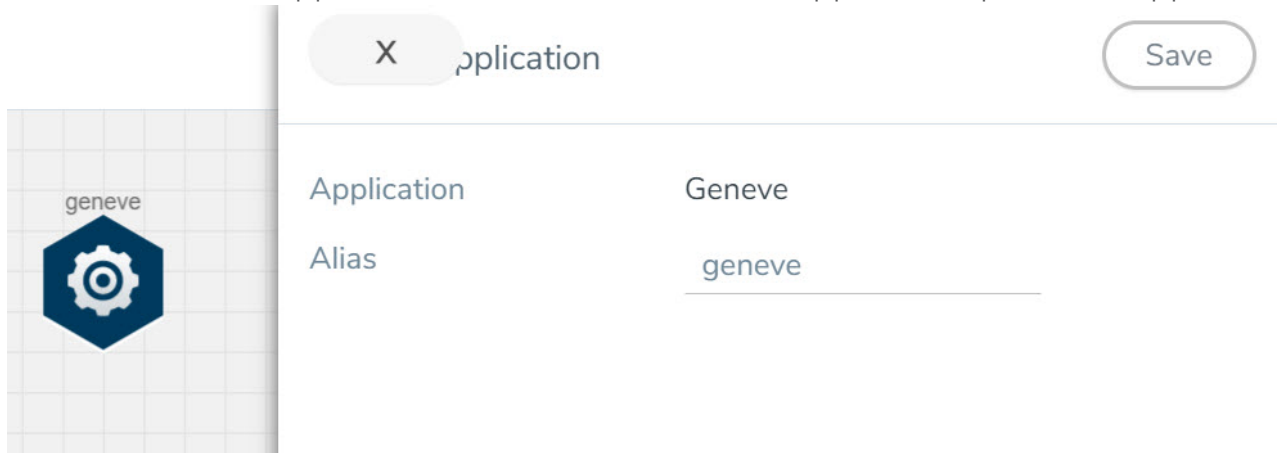 X pplication
Save
geneve
Application Geneve
Alias geneve